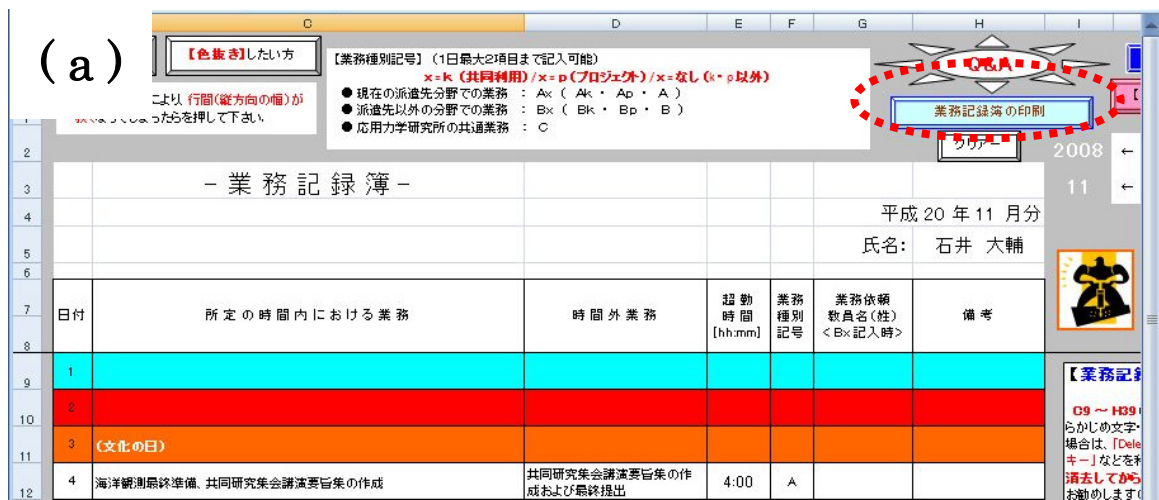 C D E F G H I
(a)
【色抜き】したい方
【業務種別記号】(1日最大2項目まで記入可能)
x=k(共同利用)/x=p(プロジェクト)/x=なし(k・p以外)
● 現在の派遣先分野での業務 : Ax ( Ak ・ Ap ・ A )
● 派遣先以外の分野での業務 : Bx ( Bk ・ Bp ・ B )
● 応用力学研究所の共通業務 : C
により、行間(縦方向の幅)が
なってしまったらを押して下さい。
Q&A
業務記録簿の印刷
クリアー
2 2008 ←
3 -業務記録簿- 11 ←
4 平成 20 年 11 月分
5 氏名: 石井 大輔
6
7 日付 所定の時間内における業務 時間外業務 超勤時間[hh:mm] 業務種別記号 業務依頼教員名(姓)<Bx記入時> 備考
8
9 1
10 2
11 3 (文化の日)
12 4 海洋観測最終準備、共同研究集会講演要旨集の作成 共同研究集会講演要旨集の作成および最終提出 4:00 A
【業務記
C9 ~ H39
らかじめ文字・
場合は、「Dele
キー」などを
消去してから
お勧めします